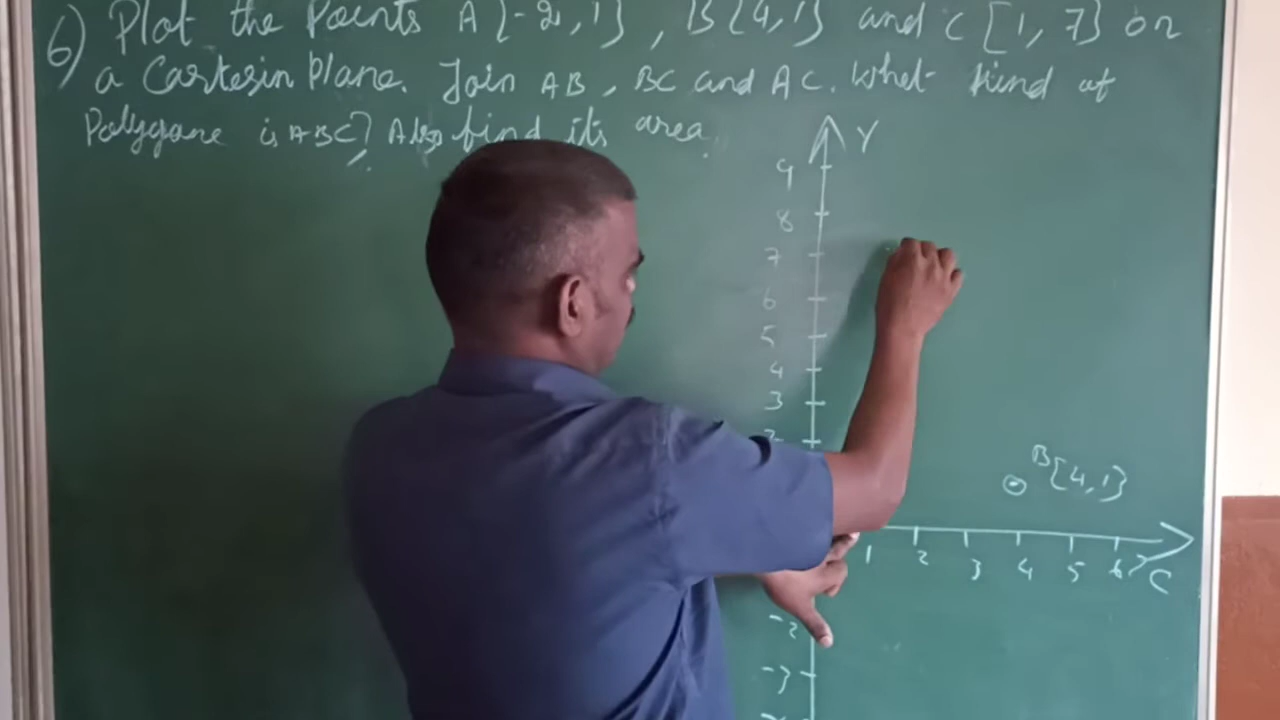 6) Plot the Points A[-2,1], B[4,1] and C[1,7] on
a Cartesin Plane. Join AB, BC and AC. What kind of
Polygone is ABC? Also find its area.
Y
9
8
7
6
5
4
3
2
B[4,1]
1 2 3 4 5 6
-2
-3